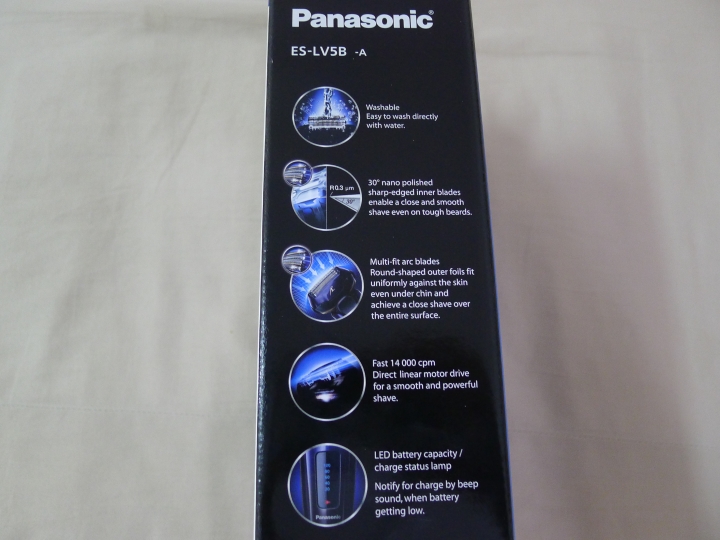 Panasonic®
ES-LV5B -A
Washable
Easy to wash directly
with water.
R0.3 µm
30°
30° nano polished
sharp-edged inner blades
enable a close and smooth
shave even on tough beards.
Multi-fit arc blades
Round-shaped outer foils fit
uniformly against the skin
even under chin and
achieve a close shave over
the entire surface.
Fast 14 000 cpm
Direct linear motor drive
for a smooth and powerful
shave.
LED battery capacity /
charge status lamp
Notify for charge by beep
sound, when battery
getting low.
Panasonic